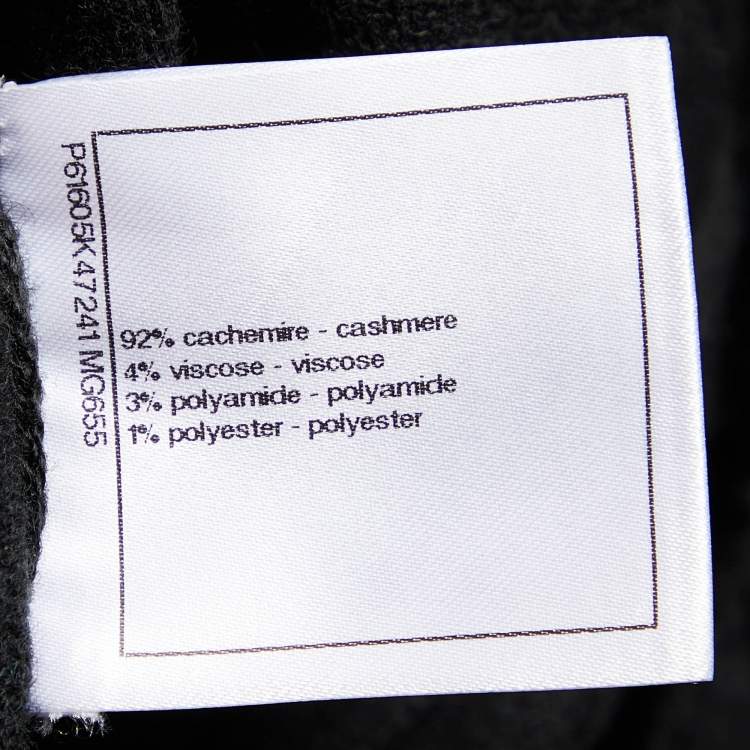 P61605K47241 MG655
92% cachemire - cashmere
4% viscose - viscose
3% polyamide - polyamide
1% polyester - polyester